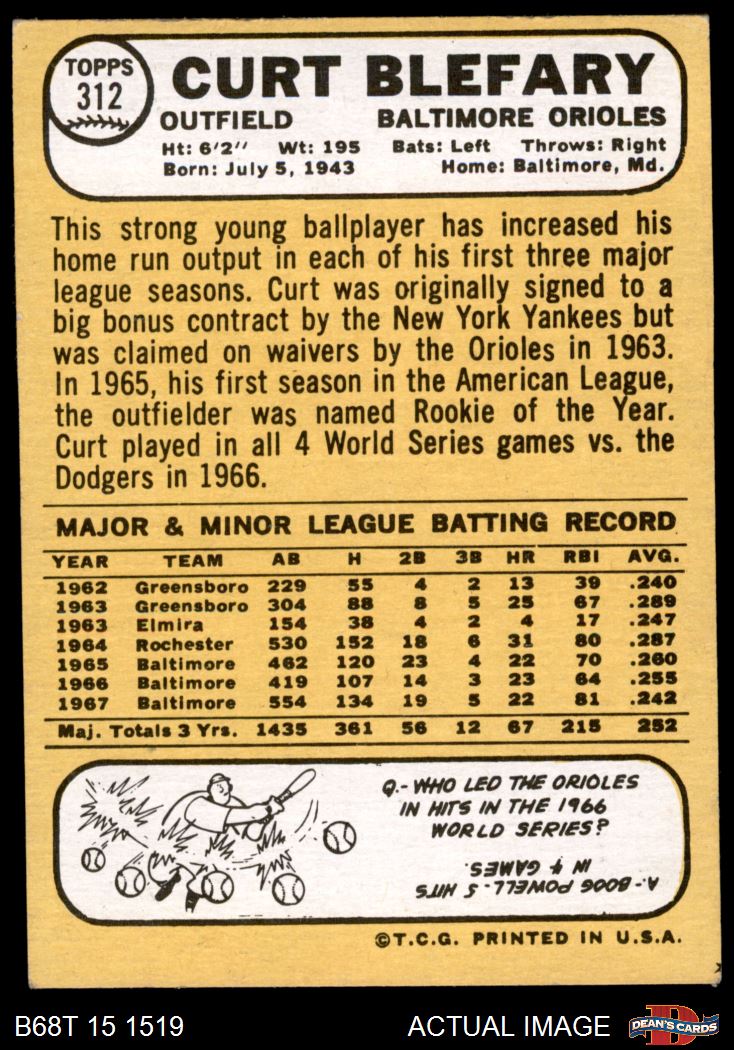 TOPPS
312
CURT BLEFARY
OUTFIELD BALTIMORE ORIOLES
Ht: 6'2'' Wt: 195 Bats: Left Throws: Right
Born: July 5, 1943 Home: Baltimore, Md.
This strong young ballplayer has increased his
home run output in each of his first three major
league seasons. Curt was originally signed to a
big bonus contract by the New York Yankees but
was claimed on waivers by the Orioles in 1963.
In 1965, his first season in the American League,
the outfielder was named Rookie of the Year.
Curt played in all 4 World Series games vs. the
Dodgers in 1966.
MAJOR & MINOR LEAGUE BATTING RECORD
YEAR TEAM AB H 2B 3B HR RBI AVG.
1962 Greensboro 229 55 4 2 13 39 .240
1963 Greensboro 304 88 8 5 25 67 .289
1963 Elmira 154 38 4 2 4 17 .247
1964 Rochester 530 152 18 6 31 80 .287
1965 Baltimore 462 120 23 4 22 70 .260
1966 Baltimore 419 107 14 3 23 64 .255
1967 Baltimore 554 134 19 5 22 81 .242
Maj. Totals 3 Yrs. 1435 361 56 12 67 215 252
Q.- WHO LED THE ORIOLES
IN HITS IN THE 1966
WORLD SERIES?
A.- BOOG POWELL - 5 HITS
IN 4 GAMES.
©T.C.G. PRINTED IN U.S.A.
B68T 15 1519 ACTUAL IMAGE
D
DEAN'S CARDS